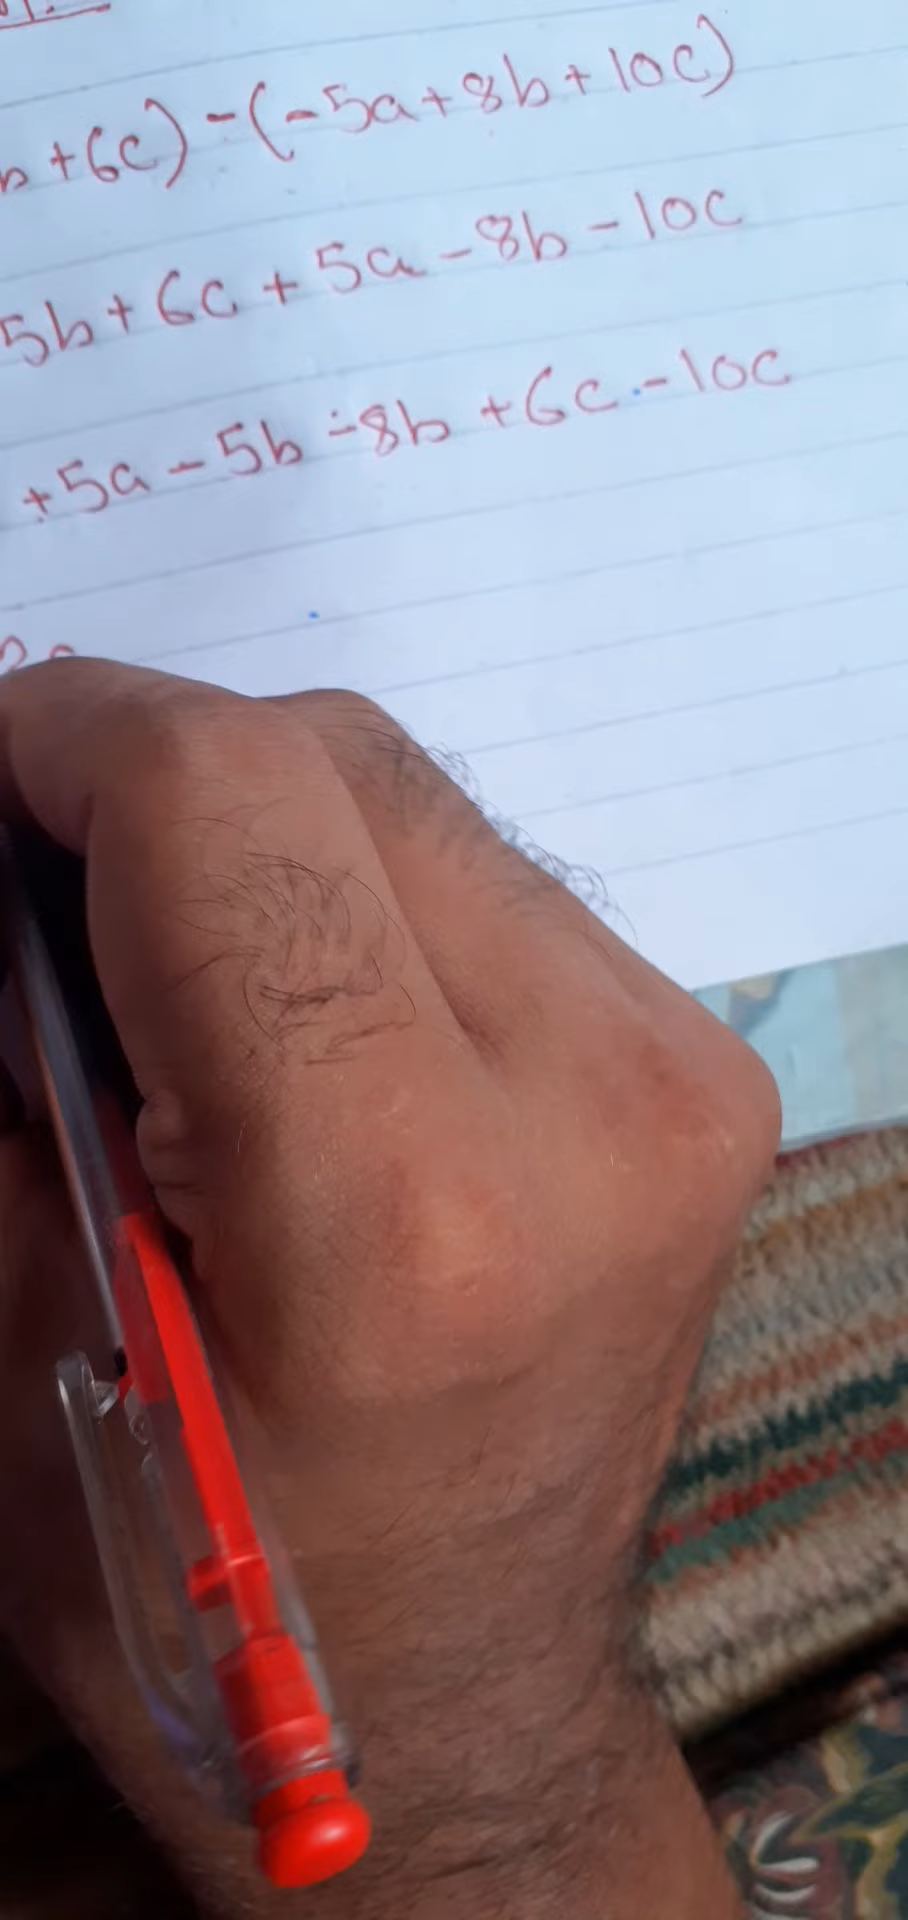 b + 6c) - (-5a + 8b + 10c)
5b + 6c + 5a - 8b - 10c
+ 5a - 5b - 8b + 6c - 10c